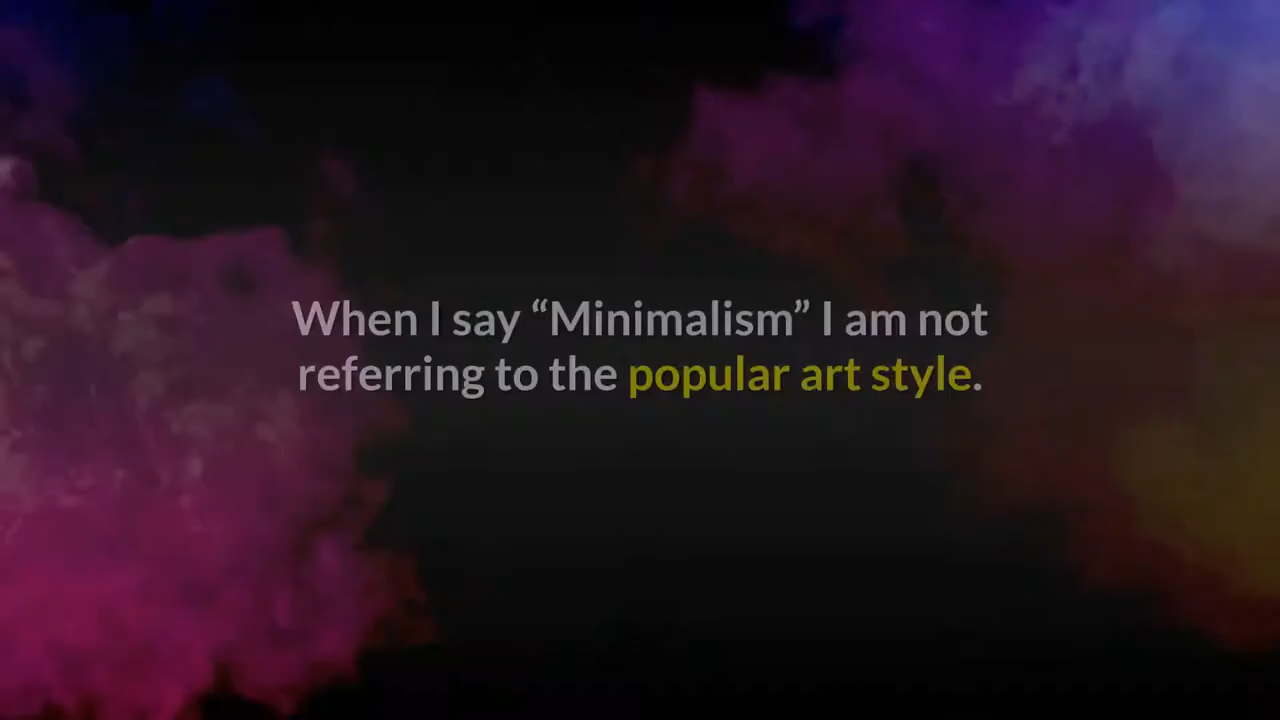 When I say “Minimalism” I am not
referring to the popular art style.